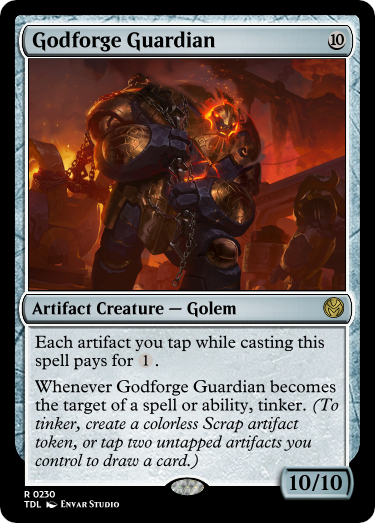 Godforge Guardian 10
Artifact Creature — Golem
Each artifact you tap while casting this
spell pays for 1 .
Whenever Godforge Guardian becomes
the target of a spell or ability, tinker. (To
tinker, create a colorless Scrap artifact
token, or tap two untapped artifacts you
control to draw a card.)
10/10
R 0230
TDL Envar Studio